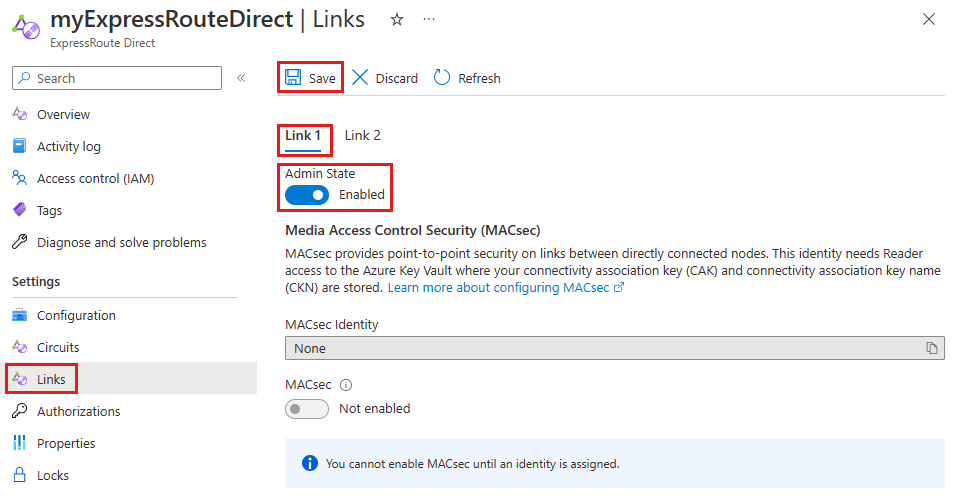 myExpressRouteDirect | Links
ExpressRoute Direct
Search
Overview
Activity log
Access control (IAM)
Tags
Diagnose and solve problems
Settings
Configuration
Circuits
Links
Authorizations
Properties
Locks
Save Discard Refresh
Link 1 Link 2
Admin State
Enabled
Media Access Control Security (MACsec)
MACsec provides point-to-point security on links between directly connected nodes. This identity needs Reader
access to the Azure Key Vault where your connectivity association key (CAK) and connectivity association key name
(CKN) are stored. Learn more about configuring MACsec
MACsec Identity
None
MACsec
Not enabled
You cannot enable MACsec until an identity is assigned.